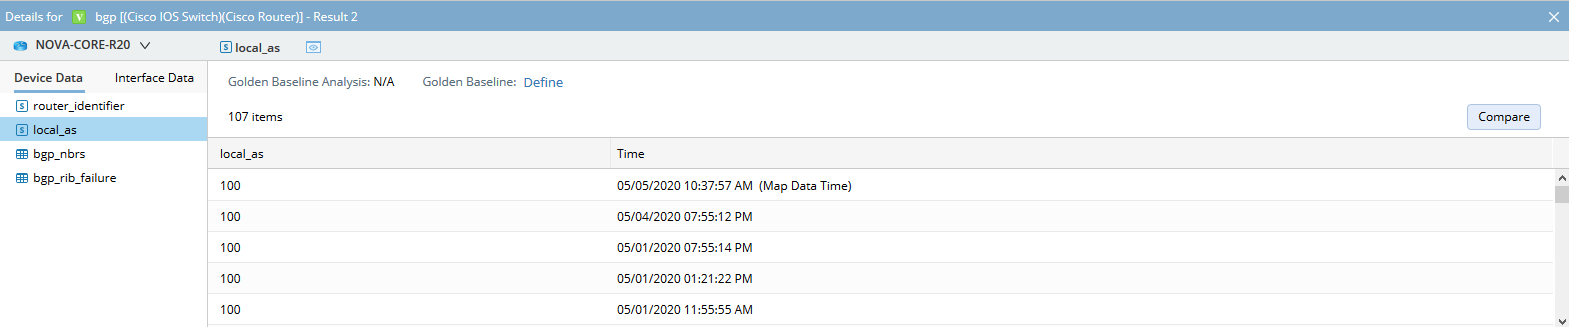 Details for V bgp [(Cisco IOS Switch)(Cisco Router)] - Result 2
NOVA-CORE-R20
$ local_as
Device Data Interface Data
Golden Baseline Analysis: N/A Golden Baseline: Define
$ router_identifier
$ local_as
bgp_nbrs
bgp_rib_failure
107 items
Compare
local_as Time
100 05/05/2020 10:37:57 AM (Map Data Time)
100 05/04/2020 07:55:12 PM
100 05/01/2020 07:55:14 PM
100 05/01/2020 01:21:22 PM
100 05/01/2020 11:55:55 AM